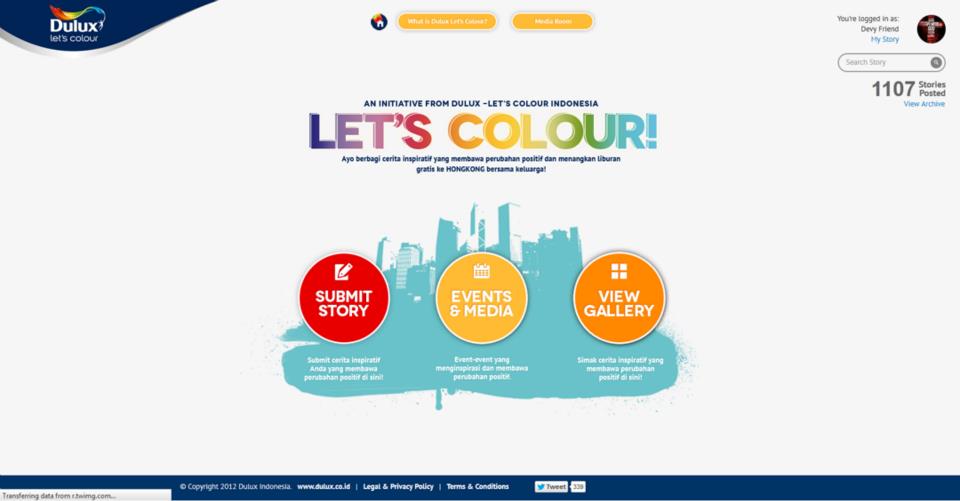 Dulux
let's colour
What is Dulux Let's Colour?
Media Room
You're logged in as:
Devy Friend
My Story
Search Story
1107 Stories Posted
View Archive
AN INITIATIVE FROM DULUX -LET'S COLOUR INDONESIA
LET'S COLOUR!
Ayo berbagi cerita inspiratif yang membawa perubahan positif dan menangkan liburan
gratis ke HONGKONG bersama keluarga!
SUBMIT
STORY
Submit cerita inspiratif
Anda yang membawa
perubahan positif di sini!
EVENTS
& MEDIA
Event-event yang
menginspirasi dan membawa
perubahan positif.
VIEW
GALLERY
Simak cerita inspiratif yang
membawa perubahan
positif di sini!
© Copyright 2012 Dulux Indonesia. www.dulux.co.id | Legal & Privacy Policy | Terms & Conditions
Tweet 339
Transferring data from r.twimg.com...